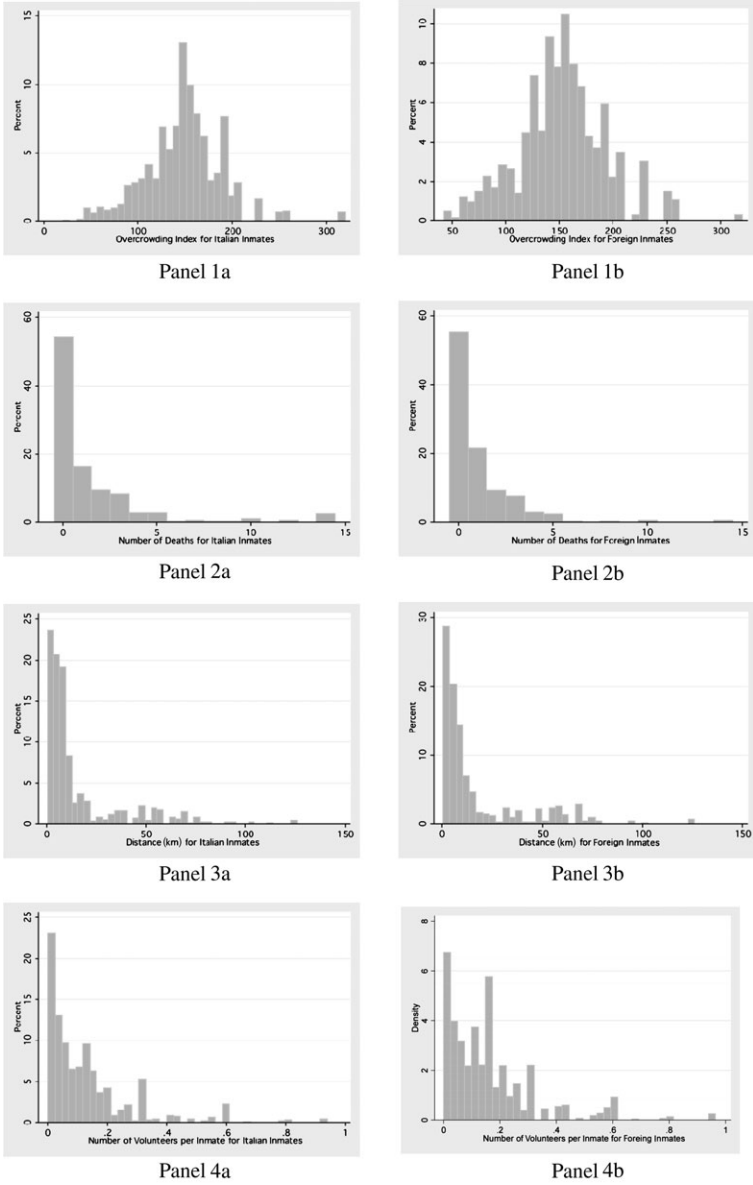 15
10
5
0
Percent
0 100 200 300
Overcrowding Index for Italian Inmates
Panel 1a
10
8
6
4
2
0
Percent
50 100 150 200 250 300
Overcrowding Index for Foreign Inmates
Panel 1b
60
40
20
0
Percent
0 5 10 15
Number of Deaths for Italian Inmates
Panel 2a
60
40
20
0
Percent
0 5 10 15
Number of Deaths for Foreign Inmates
Panel 2b
25
20
15
10
5
0
Percent
0 50 100 150
Distance (km) for Italian Inmates
Panel 3a
30
20
10
0
Percent
0 50 100 150
Distance (km) for Foreign Inmates
Panel 3b
25
20
15
10
5
0
Percent
0 .2 .4 .6 .8 1
Number of Volunteers per Inmate for Italian Inmates
Panel 4a
8
6
4
2
0
Density
0 .2 .4 .6 .8 1
Number of Volunteers per Inmate for Foreing Inmates
Panel 4b